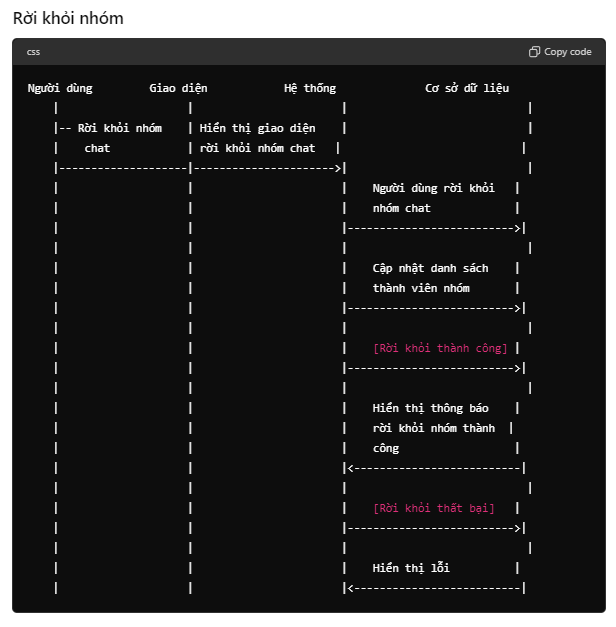 Rời khỏi nhóm
css Copy code
Người dùng Giao diện Hệ thống Cơ sở dữ liệu
| | | |
|-- Rời khỏi nhóm | Hiển thị giao diện | |
| chat | rời khỏi nhóm chat | |
|--------------------|---------------------->| |
| | | Người dùng rời khỏi |
| | | nhóm chat |
| | |-------------------------->|
| | | |
| | | Cập nhật danh sách |
| | | thành viên nhóm |
| | |-------------------------->|
| | | |
| | | [Rời khỏi thành công] |
| | |-------------------------->|
| | | |
| | | Hiển thị thông báo |
| | | rời khỏi nhóm thành |
| | | công |
| | |<--------------------------|
| | | |
| | | [Rời khỏi thất bại] |
| | |-------------------------->|
| | | |
| | | Hiển thị lỗi |
| | |<--------------------------|